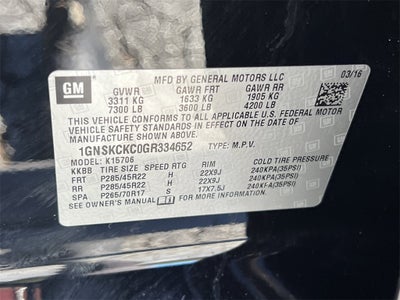 GM
MFD BY GENERAL MOTORS LLC 03/16
GVWR GAWR FRT GAWR RR
3311 KG 1633 KG 1905 KG
7300 LB 3600 LB 4200 LB
THIS VEHICLE CONFORMS TO ALL APPLICABLE U.S. FEDERAL MOTOR
VEHICLE SAFETY STANDARDS IN EFFECT ON THE DATE OF
MANUFACTURE SHOWN ABOVE.
1GNSKCKC0GR334652 TYPE: M.P.V.
MODEL: K15706
KKBB TIRE SIZE SPEED RTG RIM COLD TIRE PRESSURE
FRT P285/45R22 H 22X9J 240KPA(35PSI)
RR P285/45R22 H 22X9J 240KPA(35PSI)
SPA P265/70R17 S 17X7.5J 240KPA(35PSI)
SEE OWNER'S MANUAL FOR ADDITIONAL INFORMATION.